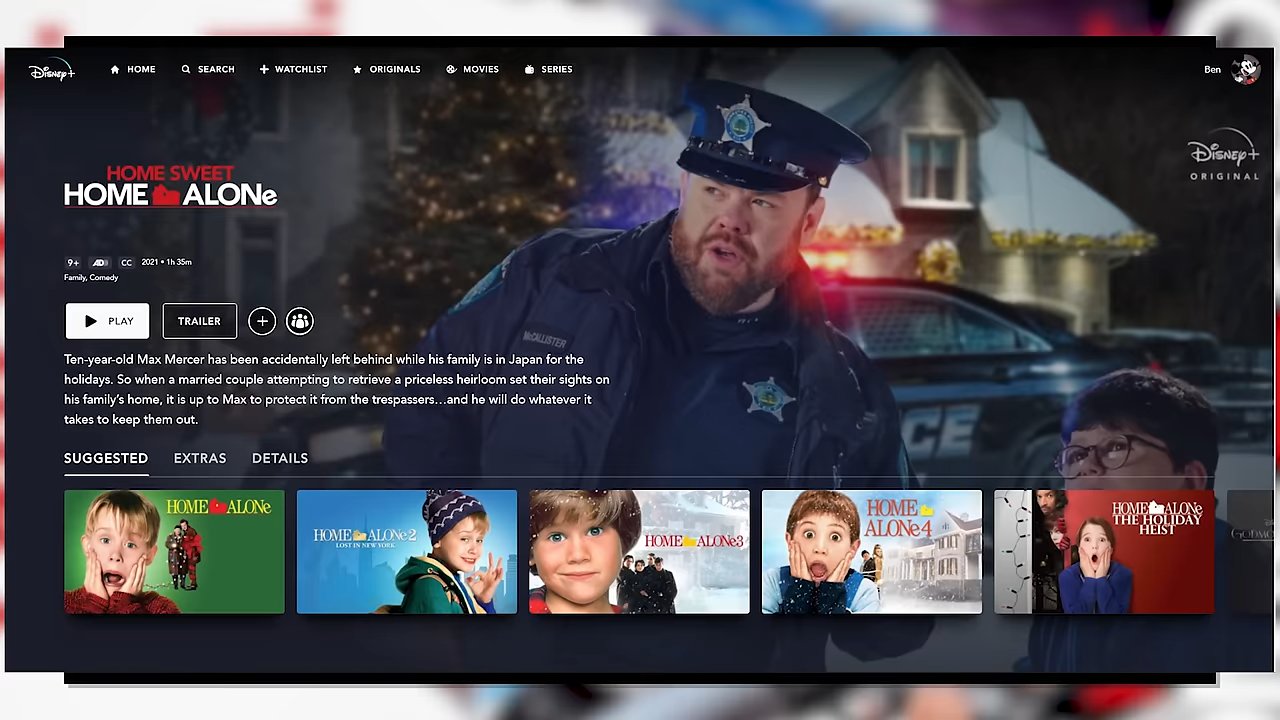 Disney+
HOME
SEARCH
WATCHLIST
ORIGINALS
MOVIES
SERIES
Ben
Disney+
ORIGINAL
HOME SWEET
HOME ALONe
9+ AD CC 2021 • 1h 35m
Family, Comedy
PLAY
TRAILER
McCALLISTER
Ten-year-old Max Mercer has been accidentally left behind while his family is in Japan for the
holidays. So when a married couple attempting to retrieve a priceless heirloom set their sights on
his family's home, it is up to Max to protect it from the trespassers...and he will do whatever it
takes to keep them out.
SUGGESTED
EXTRAS
DETAILS
HOME ALONe
HOME ALONe 2
LOST IN NEW YORK
HOME ALONe3
HOME
ALONe4
HOME ALONe
THE HOLIDAY
HEIST